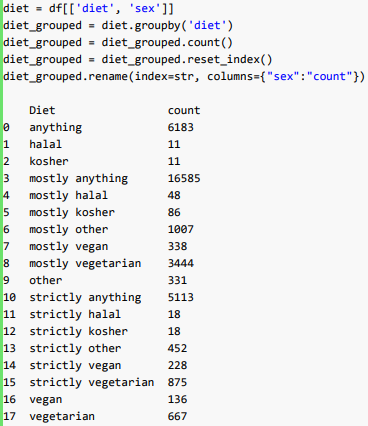 diet = df[['diet', 'sex']]
diet_grouped = diet.groupby('diet')
diet_grouped = diet_grouped.count()
diet_grouped = diet_grouped.reset_index()
diet_grouped.rename(index=str, columns={"sex":"count"})
Diet count
0 anything 6183
1 halal 11
2 kosher 11
3 mostly anything 16585
4 mostly halal 48
5 mostly kosher 86
6 mostly other 1007
7 mostly vegan 338
8 mostly vegetarian 3444
9 other 331
10 strictly anything 5113
11 strictly halal 18
12 strictly kosher 18
13 strictly other 452
14 strictly vegan 228
15 strictly vegetarian 875
16 vegan 136
17 vegetarian 667